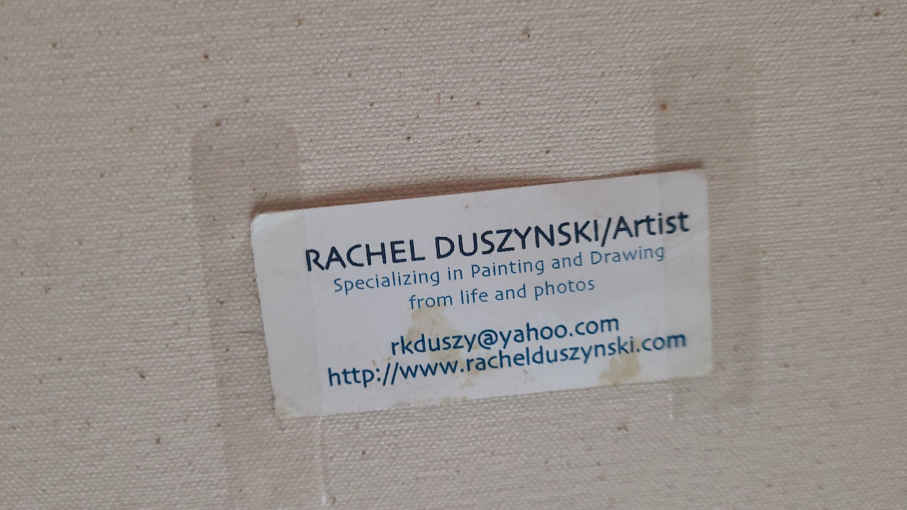 RACHEL DUSZYNSKI/Artist
Specializing in Painting and Drawing
from life and photos
rkduszy@yahoo.com
http://www.rachelduszynski.com